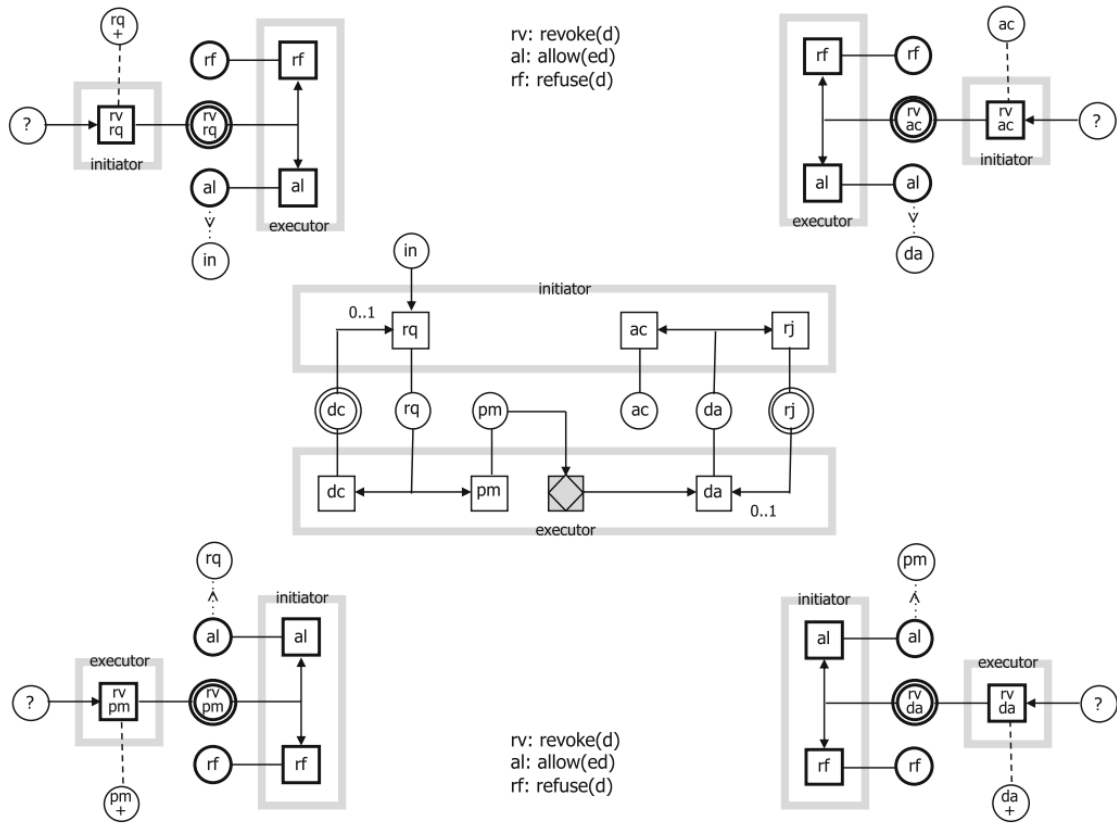 rq
+
rf
rf
rv: revoke(d)
al: allow(ed)
rf: refuse(d)
rf
rf
ac
?
rv
rq
rv
rq
initiator
al
al
executor
in
rv
ac
rv
ac
?
initiator
al
al
executor
da
in
initiator
0..1
rq
ac
rj
dc
rq
pm
ac
da
rj
dc
pm
da
0..1
executor
rq
initiator
al
al
executor
?
rv
pm
rv
pm
rf
rf
pm
+
rv: revoke(d)
al: allow(ed)
rf: refuse(d)
pm
initiator
al
al
executor
rv
da
rv
da
?
rf
rf
da
+